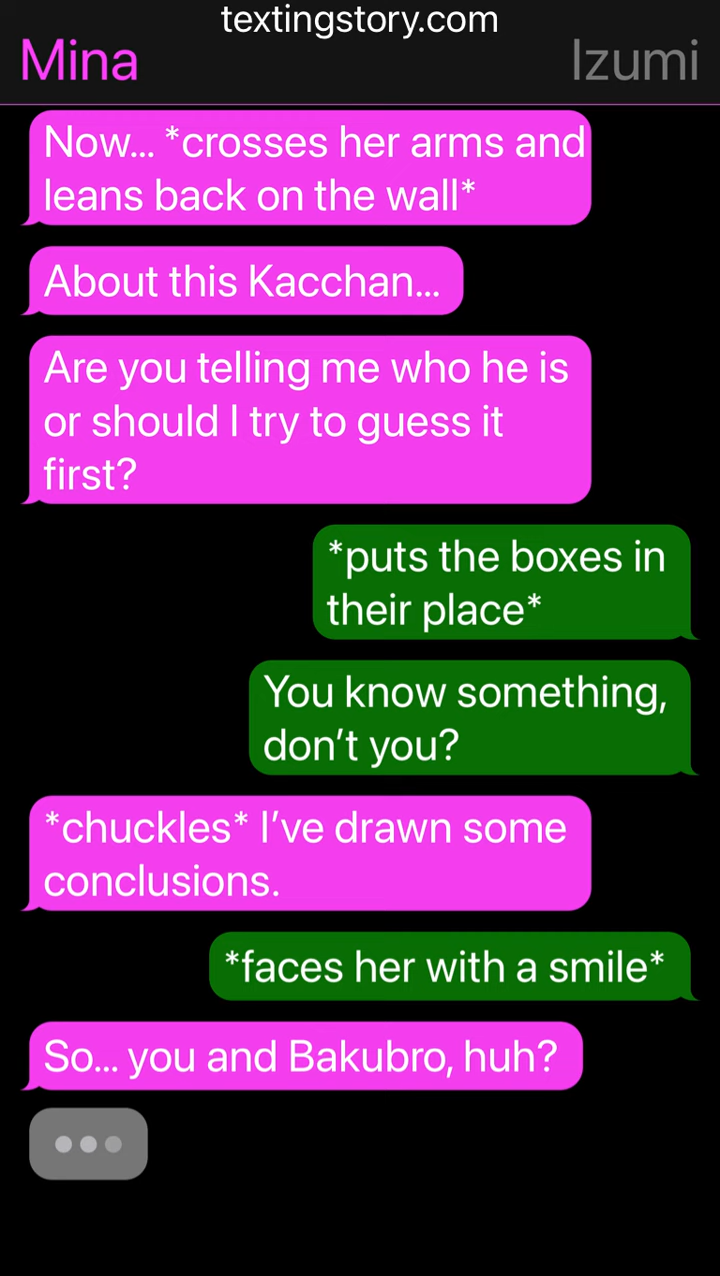 textingstory.com
Mina Izumi
Now... *crosses her arms and
leans back on the wall*
About this Kacchan...
Are you telling me who he is
or should I try to guess it
first?
*puts the boxes in
their place*
You know something,
don’t you?
*chuckles* I’ve drawn some
conclusions.
*faces her with a smile*
So... you and Bakubro, huh?